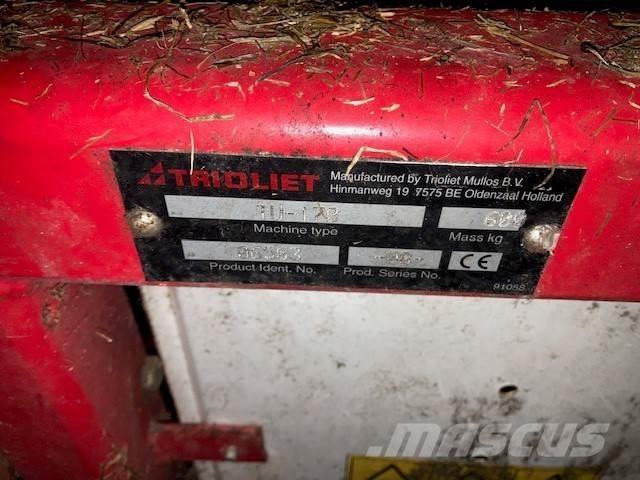 TRIOLIET
Manufactured by Trioliet Mullos B.V.
Hinmanweg 19 7575 BE Oldenzaal Holland
Machine type
Mass kg
Product Ident. No.
Prod. Series No.
CE
91058
MASCUS